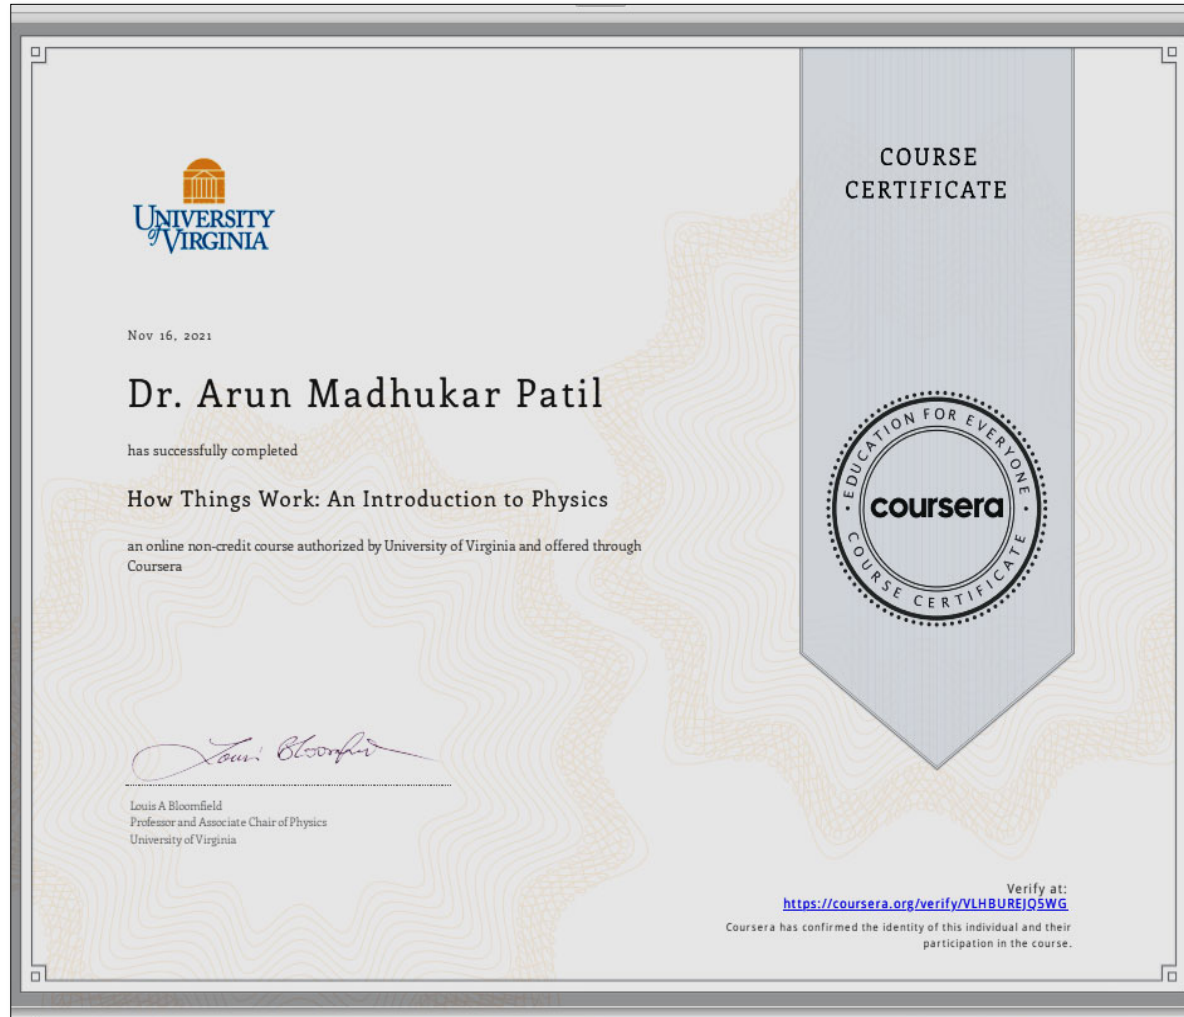 UNIVERSITY
of VIRGINIA
COURSE
CERTIFICATE
Nov 16, 2021
Dr. Arun Madhukar Patil
has successfully completed
How Things Work: An Introduction to Physics
an online non-credit course authorized by University of Virginia and offered through
Coursera
EDUCATION FOR EVERYONE
coursera
COURSE CERTIFICATE
Louis Bloomfield
Louis A Bloomfield
Professor and Associate Chair of Physics
University of Virginia
Verify at:
https://coursera.org/verify/VLHBUREJQ5WG
Coursera has confirmed the identity of this individual and their
participation in the course.